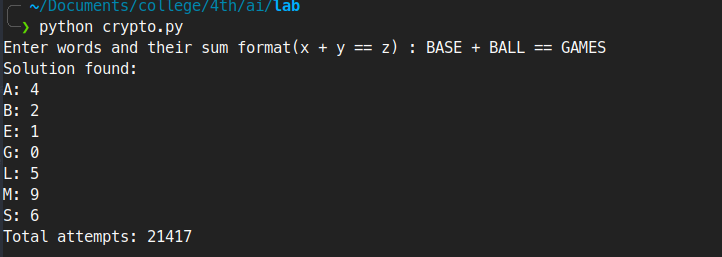 ~/Documents/college/4th/ai/lab
❯ python crypto.py
Enter words and their sum format(x + y == z) : BASE + BALL == GAMES
Solution found:
A: 4
B: 2
E: 1
G: 0
L: 5
M: 9
S: 6
Total attempts: 21417